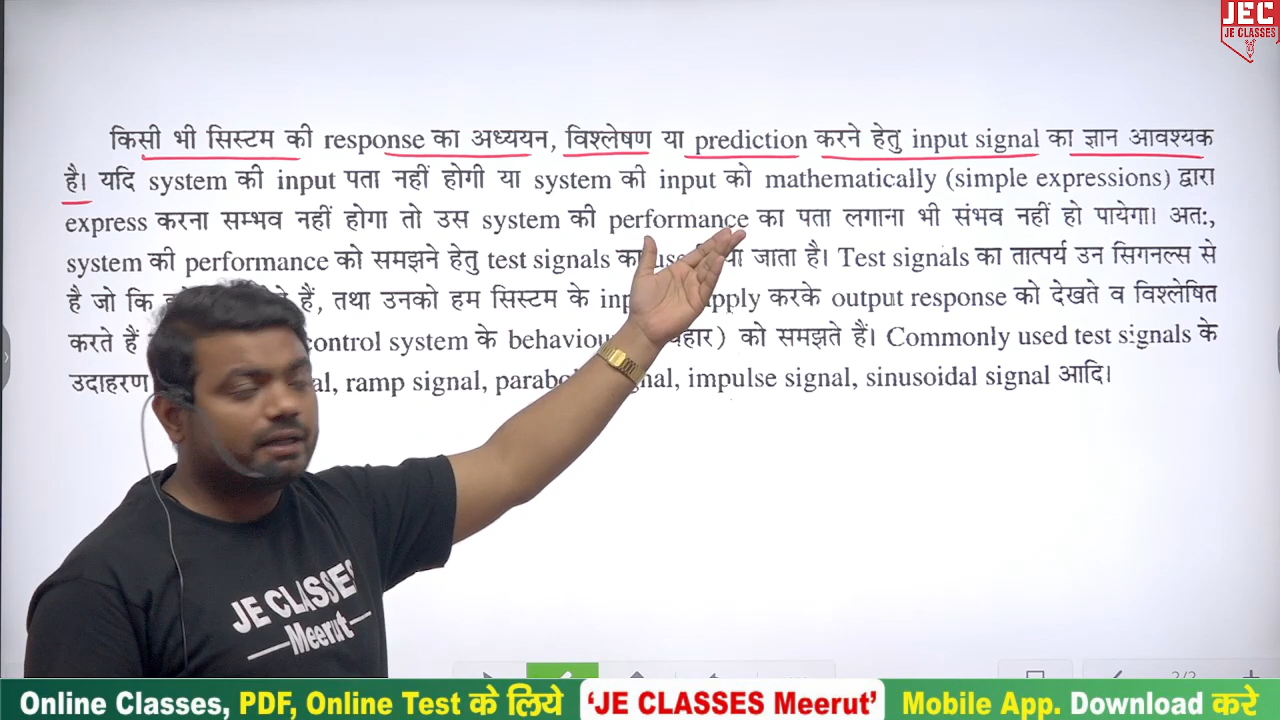 JEC
JE CLASSES
किसी भी सिस्टम की response का अध्ययन, विश्लेषण या prediction करने हेतु input signal का ज्ञान आवश्यक
है। यदि system की input पता नहीं होगी या system की input को mathematically (simple expressions) द्वारा
express करना सम्भव नहीं होगा तो उस system की performance का पता लगाना भी संभव नहीं हो पायेगा। अतः,
system की performance को समझने हेतु test signals का जाता है। Test signals का तात्पर्य उन सिगनल्स से
है जो कि हैं, तथा उनको हम सिस्टम के करके output response को देखते व विश्लेषित
करते हैं control system के को समझते हैं। Commonly used test signals के
उदाहरण ramp signal, impulse signal, sinusoidal signal आदि।
JE CLASSES
Meerut
Online Classes, PDF, Online Test के लिये 'JE CLASSES Meerut' Mobile App. Download करे